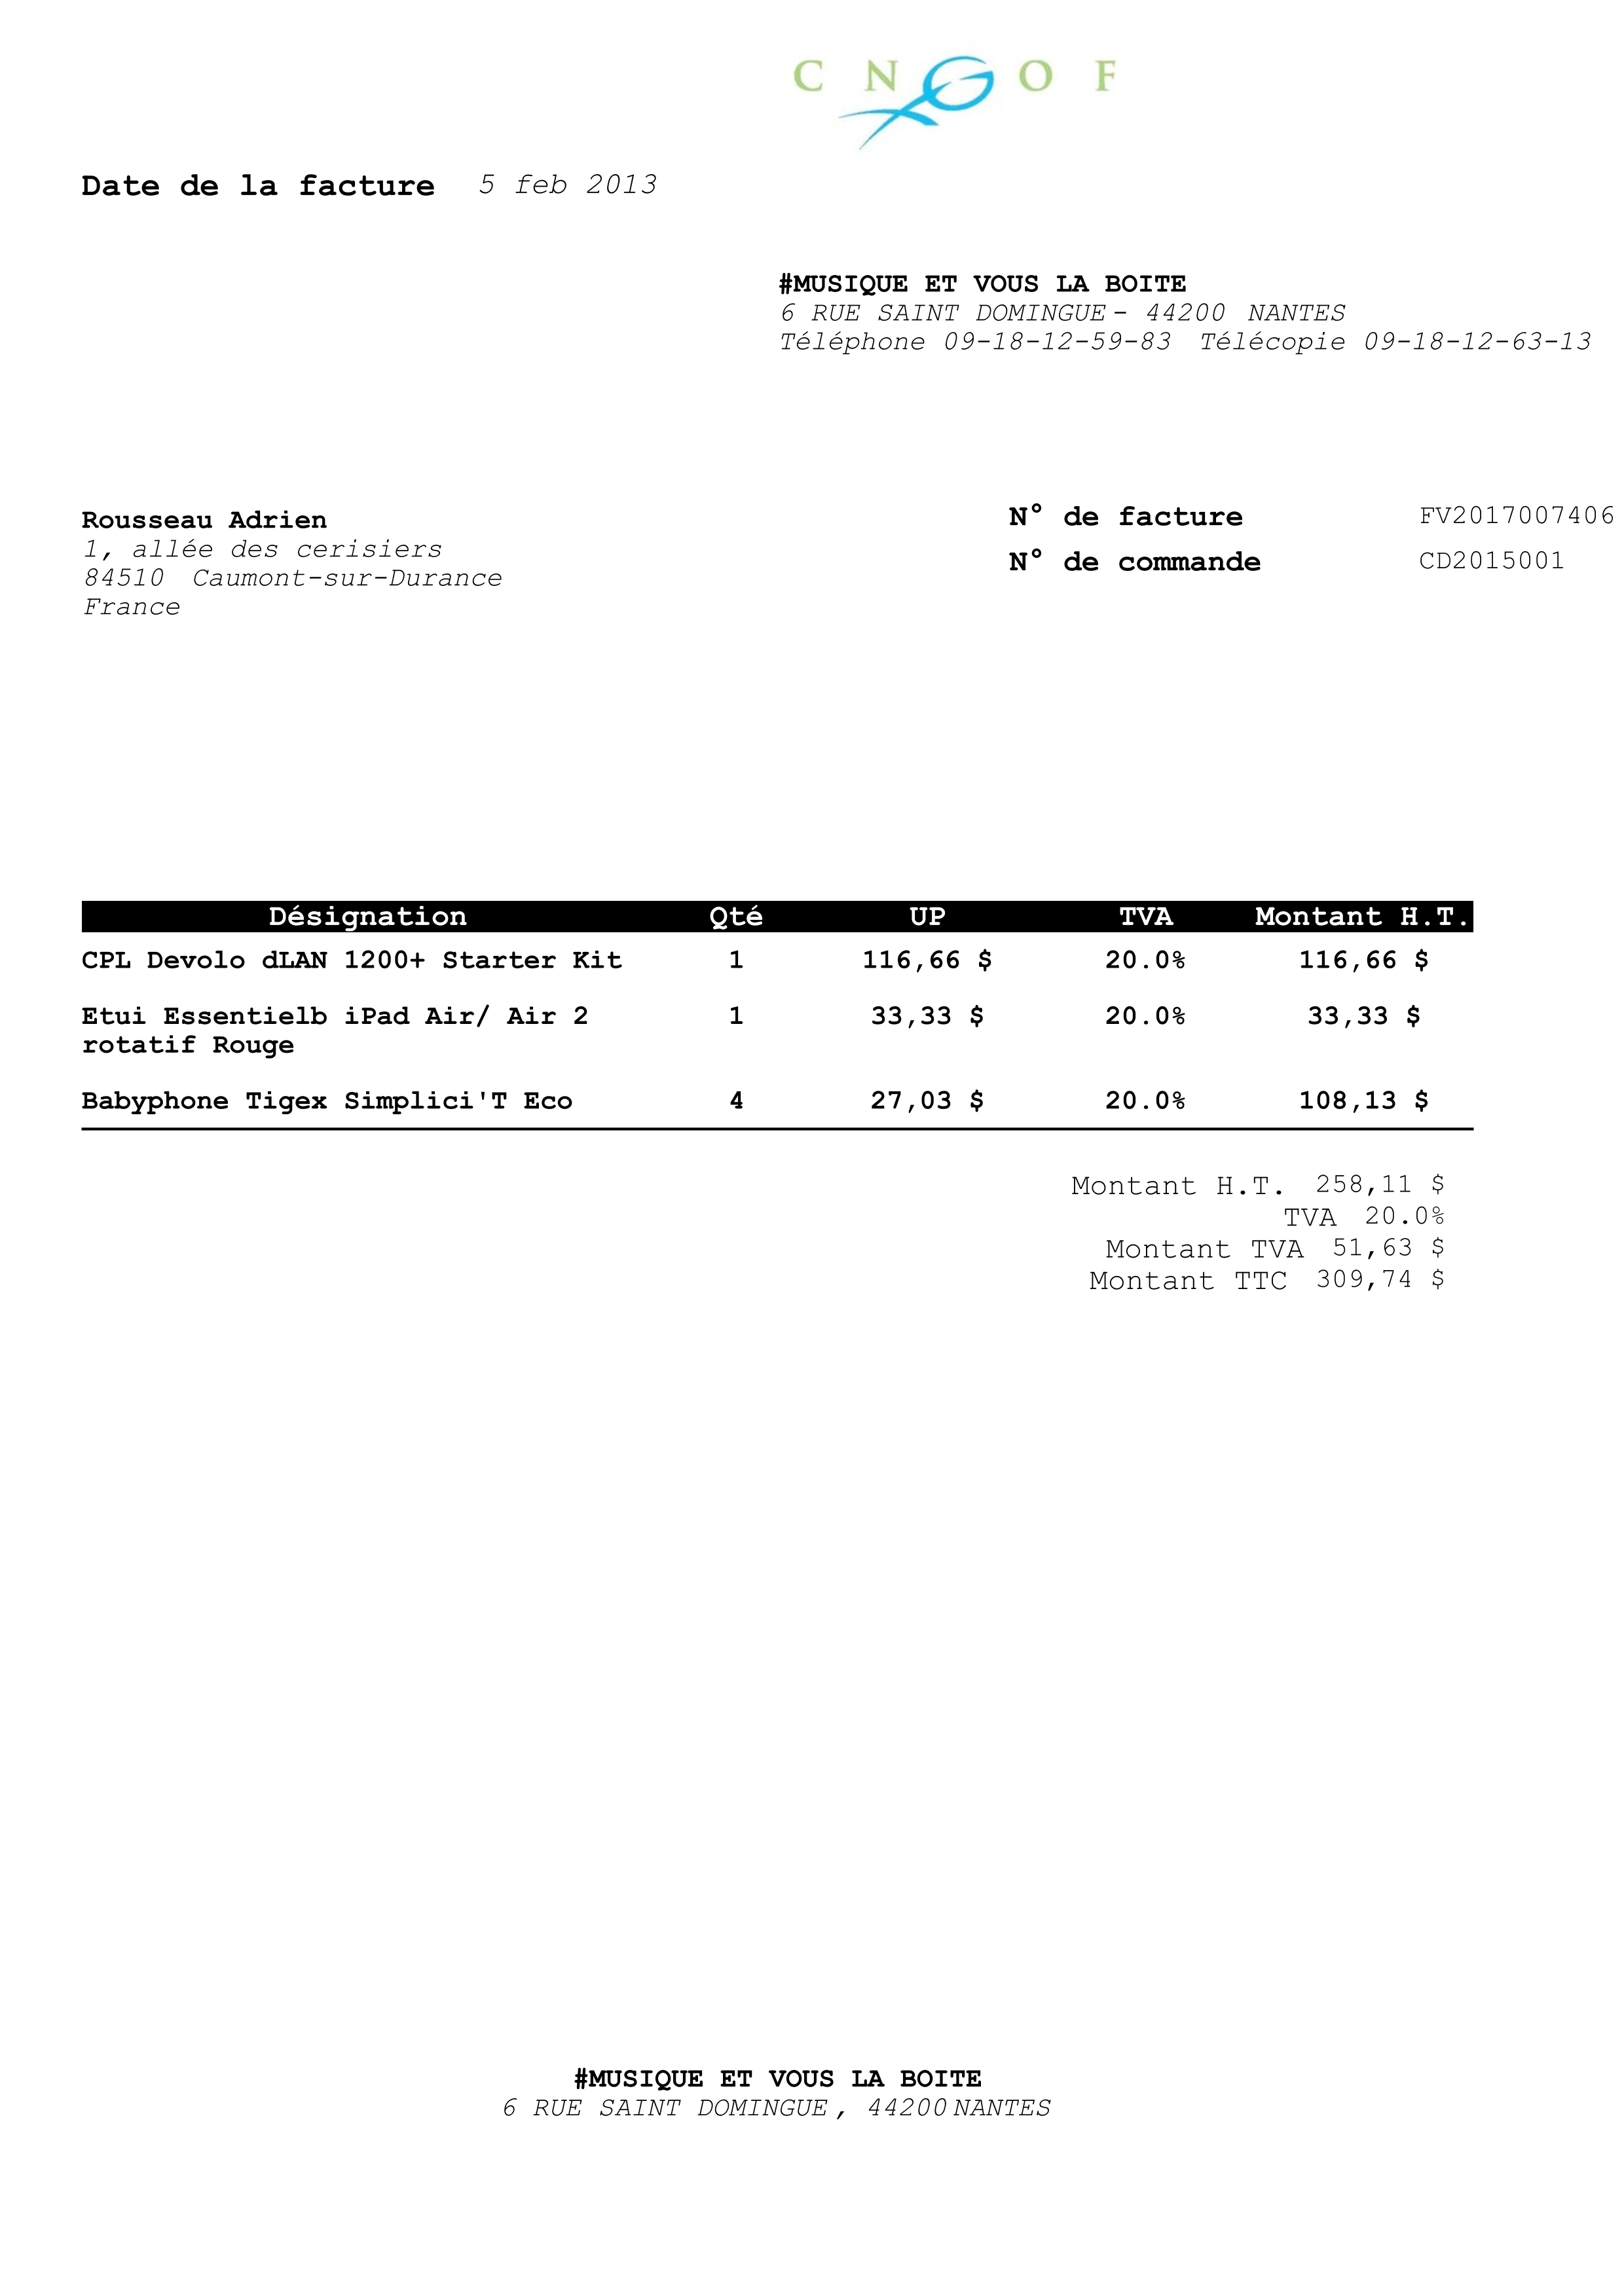 C N G O F
Date de la facture 5 feb 2013
#MUSIQUE ET VOUS LA BOITE
6 RUE SAINT DOMINGUE - 44200 NANTES
Téléphone 09-18-12-59-83 Télécopie 09-18-12-63-13
Rousseau Adrien
1, allée des cerisiers
84510 Caumont-sur-Durance
France
N° de facture FV2017007406
N° de commande CD2015001
Désignation Qté UP TVA Montant H.T.
CPL Devolo dLAN 1200+ Starter Kit 1 116,66 $ 20.0% 116,66 $
Etui Essentielb iPad Air/ Air 2 1 33,33 $ 20.0% 33,33 $
rotatif Rouge
Babyphone Tigex Simplici'T Eco 4 27,03 $ 20.0% 108,13 $
Montant H.T. 258,11 $
TVA 20.0%
Montant TVA 51,63 $
Montant TTC 309,74 $
#MUSIQUE ET VOUS LA BOITE
6 RUE SAINT DOMINGUE , 44200 NANTES